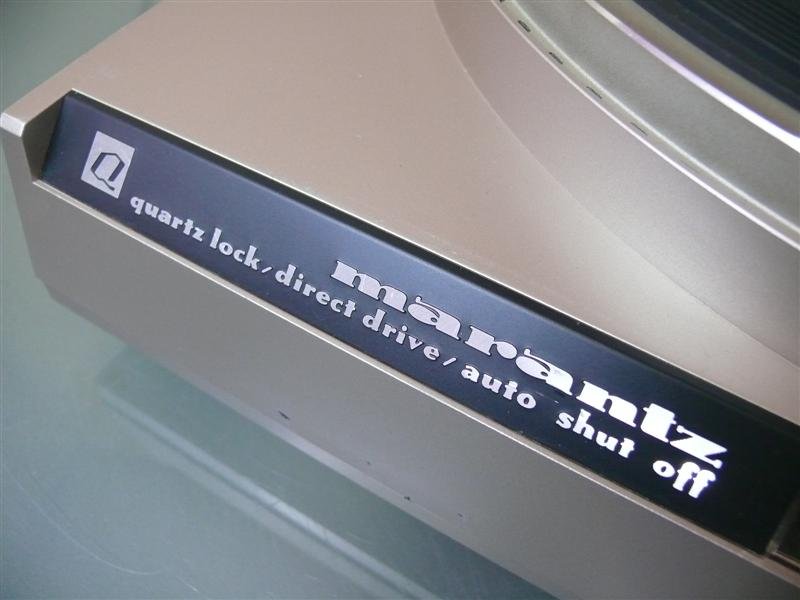 Q
marantz
quartz lock/direct drive/auto shut off